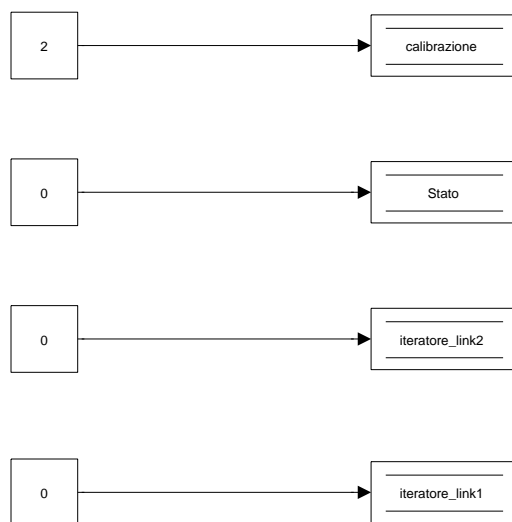 2
calibrazione
0
Stato
0
iteratore_link2
0
iteratore_link1